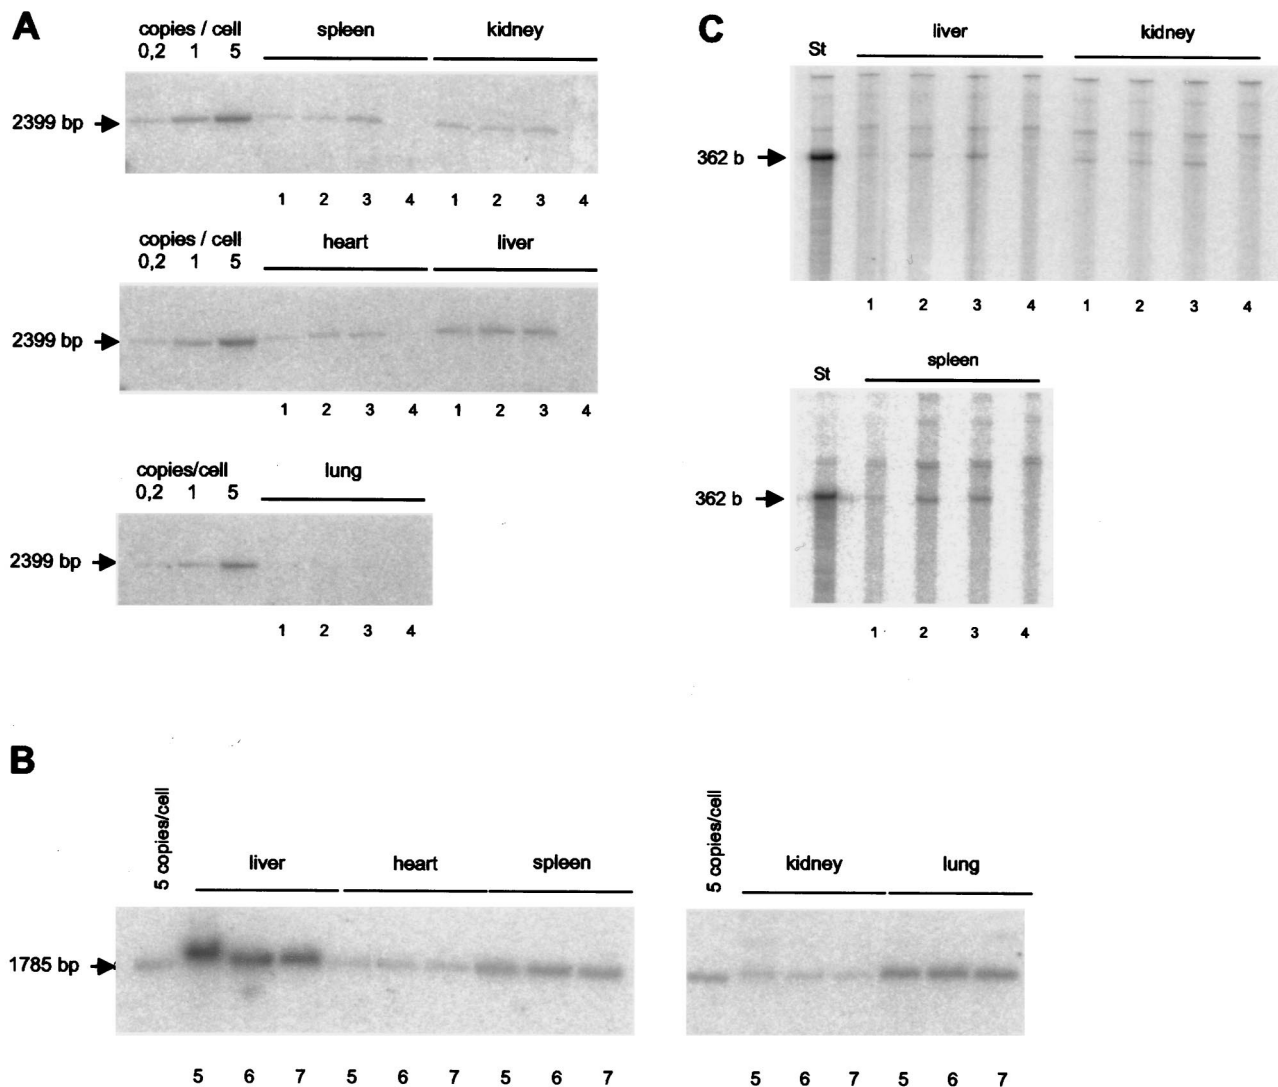 A
copies / cell spleen kidney
0,2 1 5
2399 bp
1 2 3 4 1 2 3 4
copies / cell heart liver
0,2 1 5
2399 bp
1 2 3 4 1 2 3 4
copies/cell lung
0,2 1 5
2399 bp
1 2 3 4
C
St liver kidney
362 b
1 2 3 4 1 2 3 4
St spleen
362 b
1 2 3 4
B
5 copies/cell liver heart spleen
1785 bp
5 6 7 5 6 7 5 6 7
5 copies/cell kidney lung
5 6 7 5 6 7